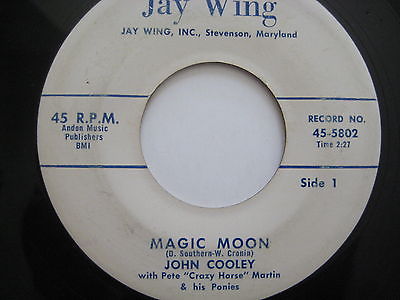 Jay Wing
JAY WING, INC., Stevenson, Maryland
45 R.P.M.
Andon Music
Publishers
BMI
RECORD NO.
45-5802
Time 2:27
Side 1
MAGIC MOON
(D. Southern-W. Cronin)
JOHN COOLEY
with Pete "Crazy Horse" Martin
& his Ponies